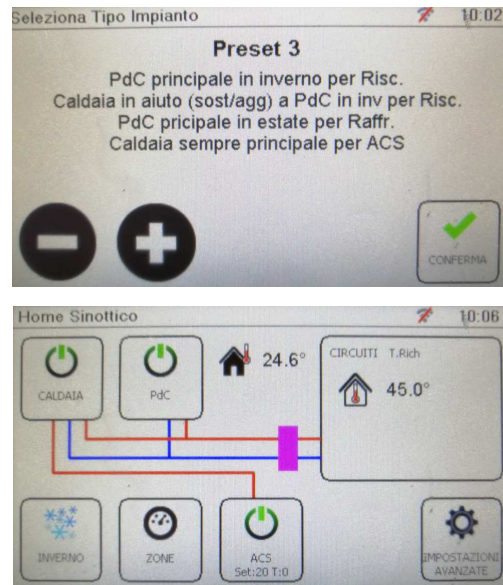 Seleziona Tipo Impianto 10:02
Preset 3
PdC principale in inverno per Risc.
Caldaia in aiuto (sost/agg) a PdC in inv per Risc.
PdC pricipale in estate per Raffr.
Caldaia sempre principale per ACS
CONFERMA
Home Sinottico 10:06
CALDAIA
PdC
24.6°
CIRCUITI T.Rich
45.0°
INVERNO
ZONE
ACS
Set:20 T:0
IMPOSTAZIONI
AVANZATE